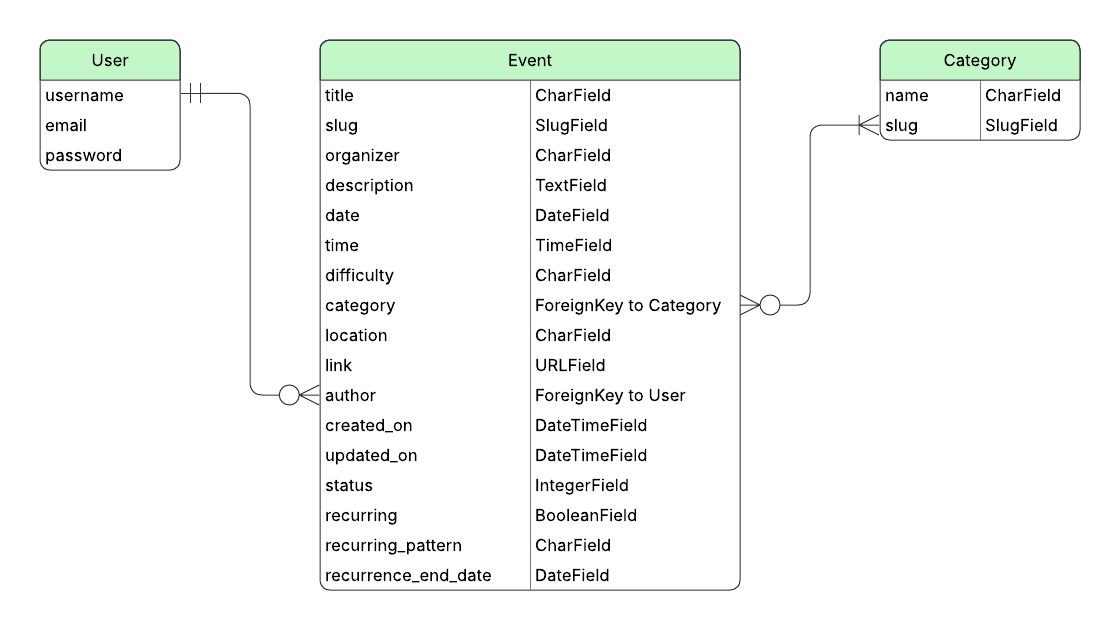 User
username
email
password
Event
title CharField
slug SlugField
organizer CharField
description TextField
date DateField
time TimeField
difficulty CharField
category ForeignKey to Category
location CharField
link URLField
author ForeignKey to User
created_on DateTimeField
updated_on DateTimeField
status IntegerField
recurring BooleanField
recurring_pattern CharField
recurrence_end_date DateField
Category
name CharField
slug SlugField